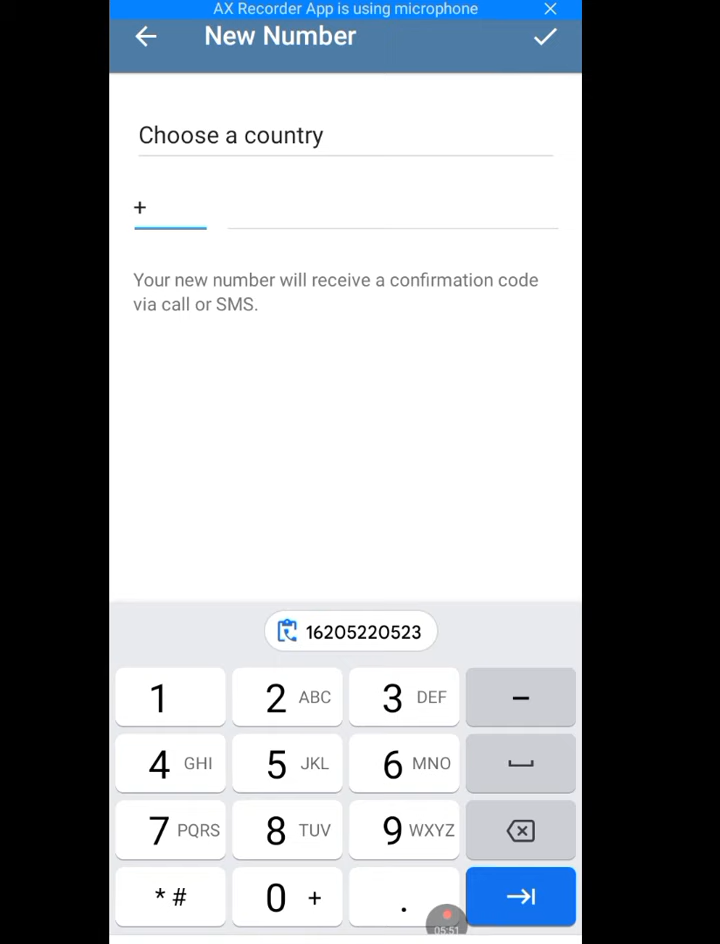 AX Recorder App is using microphone
New Number
Choose a country
+
Your new number will receive a confirmation code
via call or SMS.
16205220523
1
2 ABC
3 DEF
-
4 GHI
5 JKL
6 MNO
7 PQRS
8 TUV
9 WXYZ
* #
0 +
.
05:51